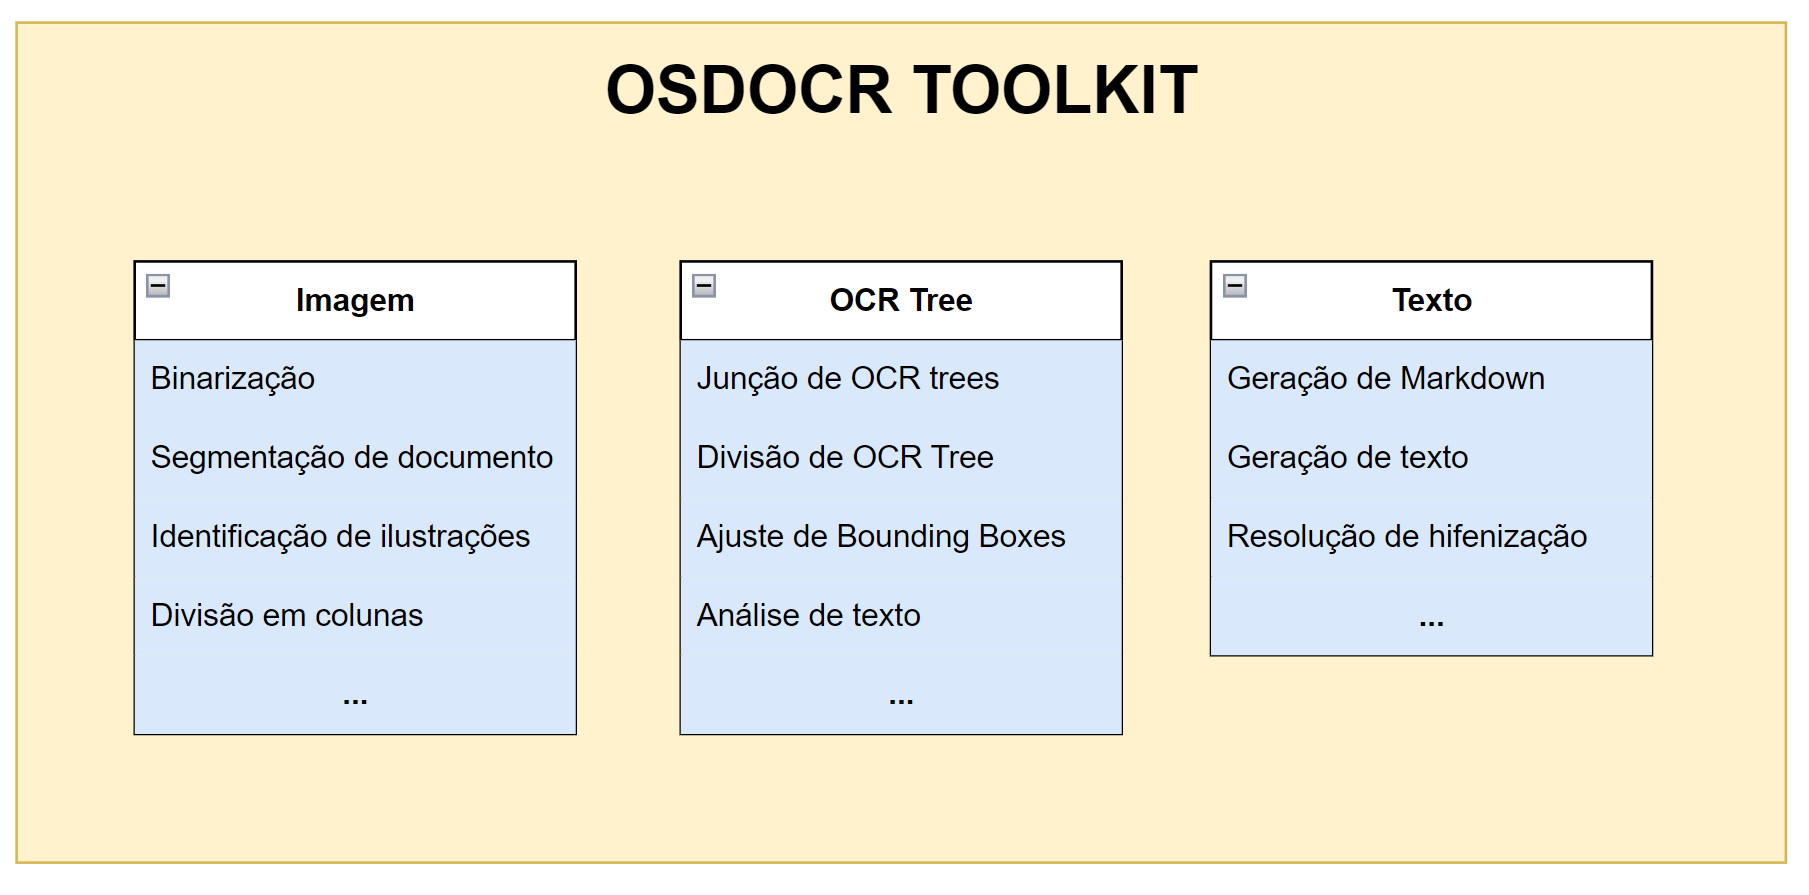 OSDOCR TOOLKIT
Imagem
Binarização
Segmentação de documento
Identificação de ilustrações
Divisão em colunas
...
OCR Tree
Junção de OCR trees
Divisão de OCR Tree
Ajuste de Bounding Boxes
Análise de texto
...
Texto
Geração de Markdown
Geração de texto
Resolução de hifenização
...